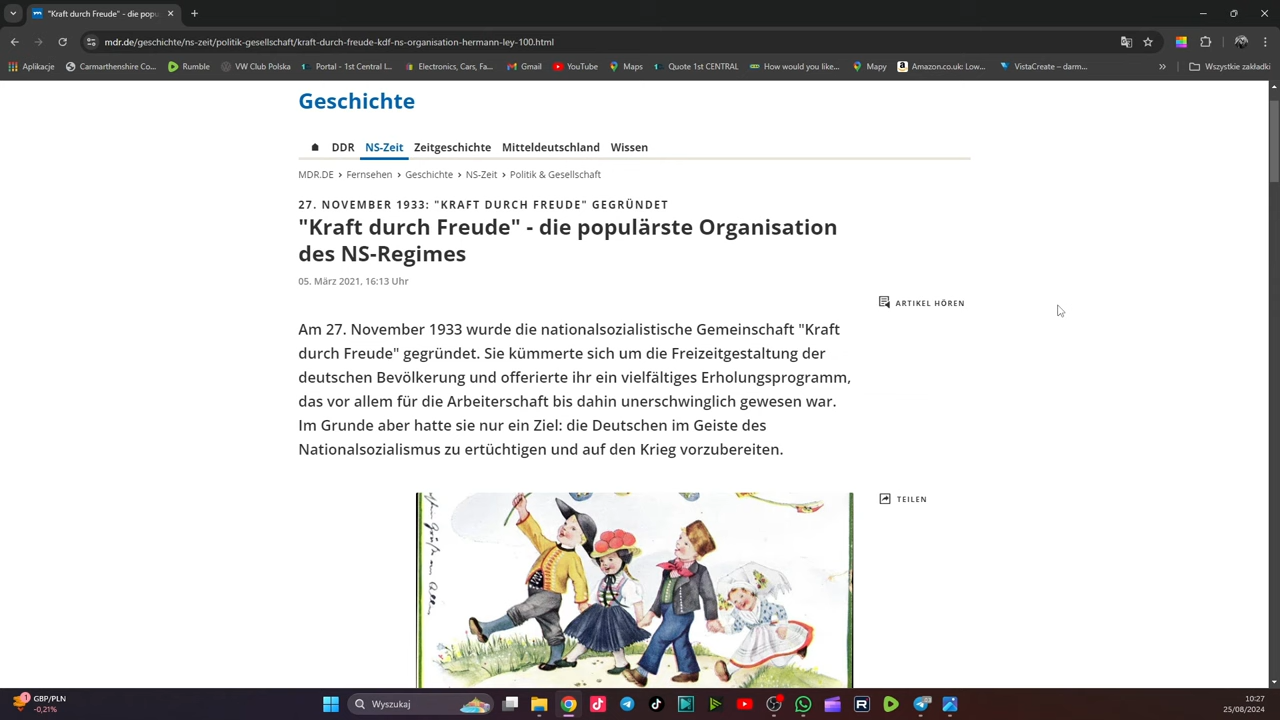 "Kraft durch Freude" - die popu
mdr.de/geschichte/ns-zeit/politik-gesellschaft/kraft-durch-freude-kdf-ns-organisation-hermann-ley-100.html
Aplikacje Carmarthenshire Co... Rumble VW Club Polska Portal - 1st Central I... Electronics, Cars, Fa... Gmail YouTube Maps Quote 1st CENTRAL How would you like... Mapy Amazon.co.uk: Low... VistaCreate – darm... » Wszystkie zakładki
Geschichte
DDR NS-Zeit Zeitgeschichte Mitteldeutschland Wissen
MDR.DE › Fernsehen › Geschichte › NS-Zeit › Politik & Gesellschaft
27. NOVEMBER 1933: "KRAFT DURCH FREUDE" GEGRÜNDET
"Kraft durch Freude" - die populärste Organisation
des NS-Regimes
05. März 2021, 16:13 Uhr
ARTIKEL HÖREN
Am 27. November 1933 wurde die nationalsozialistische Gemeinschaft "Kraft
durch Freude" gegründet. Sie kümmerte sich um die Freizeitgestaltung der
deutschen Bevölkerung und offerierte ihr ein vielfältiges Erholungsprogramm,
das vor allem für die Arbeiterschaft bis dahin unerschwinglich gewesen war.
Im Grunde aber hatte sie nur ein Ziel: die Deutschen im Geiste des
Nationalsozialismus zu ertüchtigen und auf den Krieg vorzubereiten.
TEILEN
1
GBP/PLN
-0,21%
Wyszukaj
10:27
25/08/2024